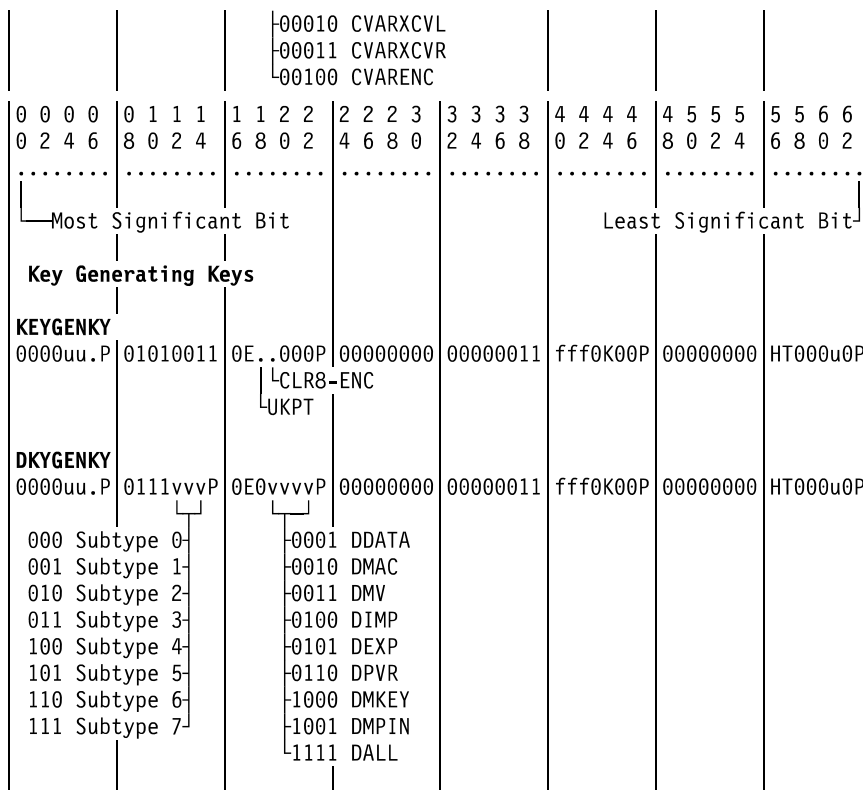 00010 CVARXCVL
00011 CVARXCVR
00100 CVARENC
0 0 0 0 0 1 1 1 1 1 2 2 2 2 2 3 3 3 3 3 4 4 4 4 4 5 5 5 5 5 6 6
0 2 4 6 8 0 2 4 6 8 0 2 4 6 8 0 2 4 6 8 0 2 4 6 8 0 2 4 6 8 0 2
........ ........ ........ ........ ........ ........ ........ ........
Most Significant Bit Least Significant Bit
Key Generating Keys
KEYGENKY
0000uu.P 01010011 0E..000P 00000000 00000011 fff0K00P 00000000 HT000u0P
CLR8-ENC
UKPT
DKYGENKY
0000uu.P 0111vvvP 0E0vvvvP 00000000 00000011 fff0K00P 00000000 HT000u0P
000 Subtype 0 0001 DDATA
001 Subtype 1 0010 DMAC
010 Subtype 2 0011 DMV
011 Subtype 3 0100 DIMP
100 Subtype 4 0101 DEXP
101 Subtype 5 0110 DPVR
110 Subtype 6 1000 DMKEY
111 Subtype 7 1001 DMPIN
1111 DALL